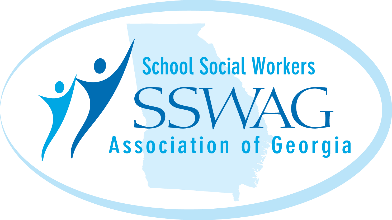 School Social Workers
SSWAG
Association of Georgia